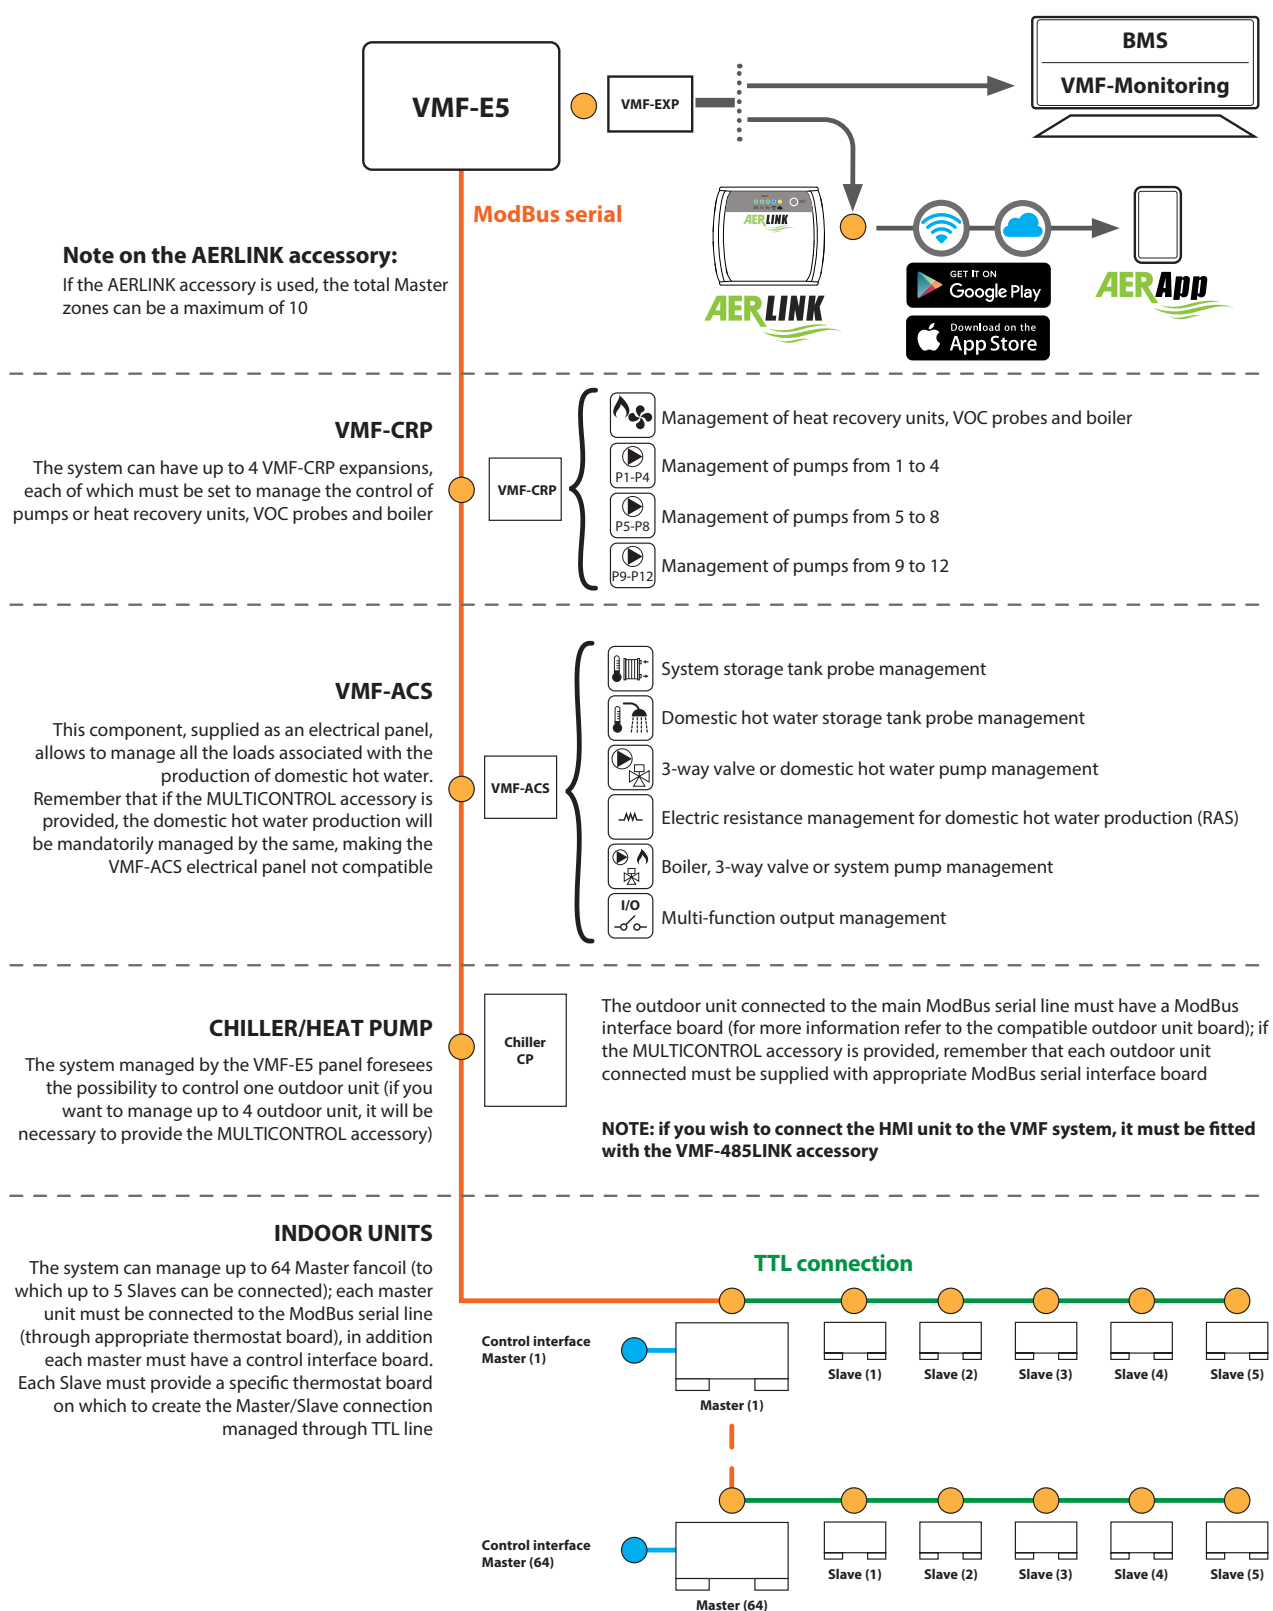 BMS
VMF-Monitoring
VMF-E5
VMF-EXP
ModBus serial
AERLINK
AERLINK
GET IT ON
Google Play
Download on the
App Store
AERApp
Note on the AERLINK accessory:
If the AERLINK accessory is used, the total Master
zones can be a maximum of 10
VMF-CRP
The system can have up to 4 VMF-CRP expansions,
each of which must be set to manage the control of
pumps or heat recovery units, VOC probes and boiler
VMF-CRP
Management of heat recovery units, VOC probes and boiler
P1-P4
Management of pumps from 1 to 4
P5-P8
Management of pumps from 5 to 8
P9-P12
Management of pumps from 9 to 12
VMF-ACS
This component, supplied as an electrical panel,
allows to manage all the loads associated with the
production of domestic hot water.
Remember that if the MULTICONTROL accessory is
provided, the domestic hot water production will
be mandatorily managed by the same, making the
VMF-ACS electrical panel not compatible
VMF-ACS
System storage tank probe management
Domestic hot water storage tank probe management
3-way valve or domestic hot water pump management
Electric resistance management for domestic hot water production (RAS)
Boiler, 3-way valve or system pump management
I/O
Multi-function output management
CHILLER/HEAT PUMP
The system managed by the VMF-E5 panel foresees
the possibility to control one outdoor unit (if you
want to manage up to 4 outdoor unit, it will be
necessary to provide the MULTICONTROL accessory)
Chiller
CP
The outdoor unit connected to the main ModBus serial line must have a ModBus
interface board (for more information refer to the compatible outdoor unit board); if
the MULTICONTROL accessory is provided, remember that each outdoor unit
connected must be supplied with appropriate ModBus serial interface board
NOTE: if you wish to connect the HMI unit to the VMF system, it must be fitted
with the VMF-485LINK accessory
INDOOR UNITS
The system can manage up to 64 Master fancoil (to
which up to 5 Slaves can be connected); each master
unit must be connected to the ModBus serial line
(through appropriate thermostat board), in addition
each master must have a control interface board.
Each Slave must provide a specific thermostat board
on which to create the Master/Slave connection
managed through TTL line
TTL connection
Control interface
Master (1)
Master (1)
Slave (1)
Slave (2)
Slave (3)
Slave (4)
Slave (5)
Control interface
Master (64)
Master (64)
Slave (1)
Slave (2)
Slave (3)
Slave (4)
Slave (5)